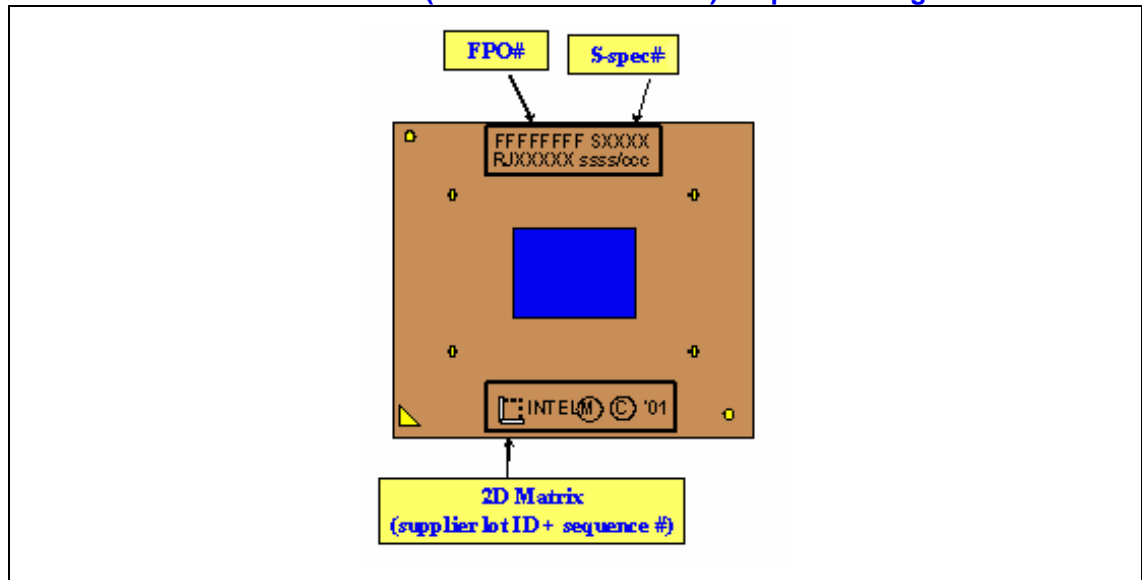 FPO#
S-spec#
FFFFFFFF SXXXX
RJXXXXX ssss/ccc
INTEL M C '01
2D Matrix
(supplier lot ID + sequence #)